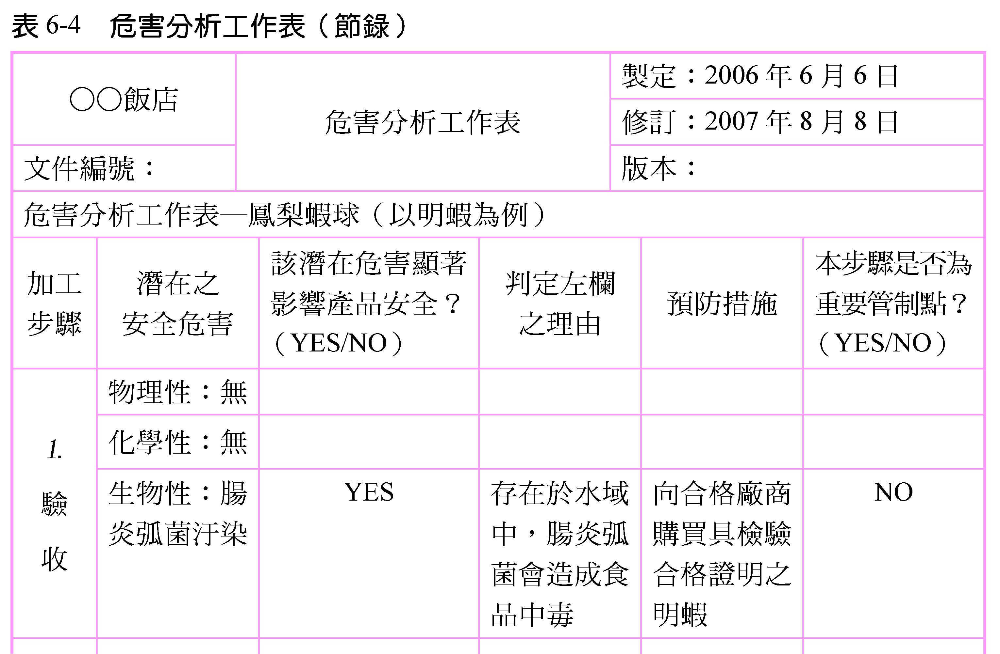 表 6-4　危害分析工作表（節錄）
○○飯店
危害分析工作表
製定：2006 年 6 月 6 日
修訂：2007 年 8 月 8 日
文件編號：
版本：
危害分析工作表—鳳梨蝦球（以明蝦為例）
加工
步驟
潛在之
安全危害
該潛在危害顯著
影響產品安全？
（YES/NO）
判定左欄
之理由
預防措施
本步驟是否為
重要管制點？
（YES/NO）
1.
驗
收
物理性：無
化學性：無
生物性：腸
炎弧菌汙染
YES
存在於水域
中，腸炎弧
菌會造成食
品中毒
向合格廠商
購買具檢驗
合格證明之
明蝦
NO